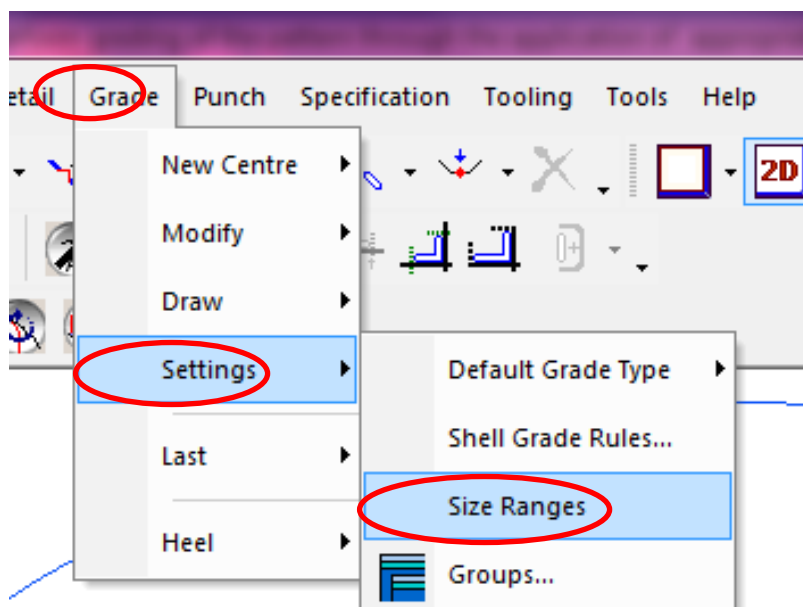 etail Grade Punch Specification Tooling Tools Help
New Centre
2D
Modify
Draw
Settings
Default Grade Type
Shell Grade Rules...
Last
Size Ranges
Heel
Groups...